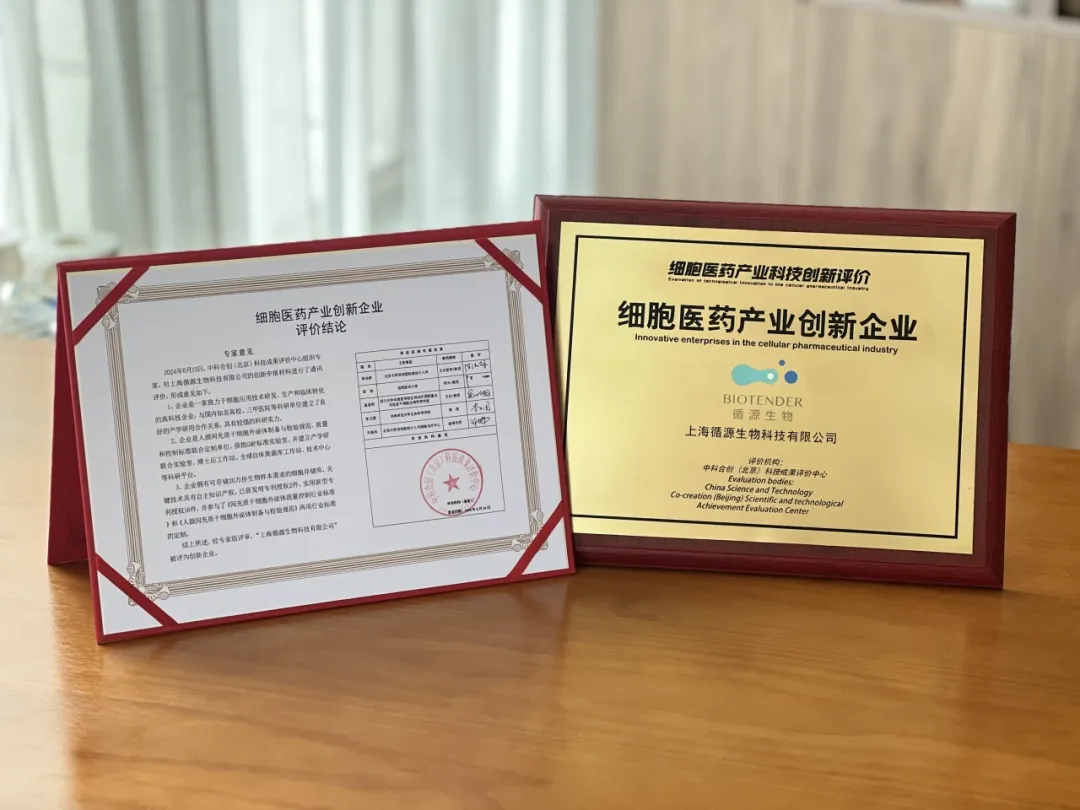 细胞医药产业创新企业
评价结论
专家意见
2024年6月15日，中科合创（北京）科技成果评价中心组织专
家，对上海循源生物科技有限公司的创新申报材料进行了通讯
评价，形成意见如下：
1、企业是一家致力于细胞应用技术研发、生产和临床转化
的高科技企业，与国内知名高校、三甲医院等科研单位建立了良
好的产学研用合作关系，具有较强的科研实力。
2、企业是人源间充质干细胞外泌体制备与检验规范、质量
和控制标准联合定制单位，获批GMP标准实验室，并建立产学研
联合实验室、博士后工作站、全球自体胰据库工作站、技术中心
等科研平台。
3、企业拥有可存储20万份生物样本要求的细胞存储库，关
键技术具有自主知识产权，已获发明专利授权2件，实用新型专
利授权10件，并参与了《间充质干细胞外泌体质量控制行业标准
》和《人源间充质干细胞外泌体制备与检验规范》两项行业标准
的定制。
综上所述，经专家组评审，“上海循源生物科技有限公司”
被评为创新企业。
中科合创（北京）科技成果评价中心
细胞医药产业科技创新评价
Evaluation of technological innovation in the cellular pharmaceutical industry
细胞医药产业创新企业
Innovative enterprises in the cellular pharmaceutical industry
BIOTENDER
循源生物
上海循源生物科技有限公司
评价机构：
中科合创（北京）科技成果评价中心
Evaluation bodies:
China Science and Technology
Co-creation (Beijing) Scientific and technological
Achievement Evaluation Center